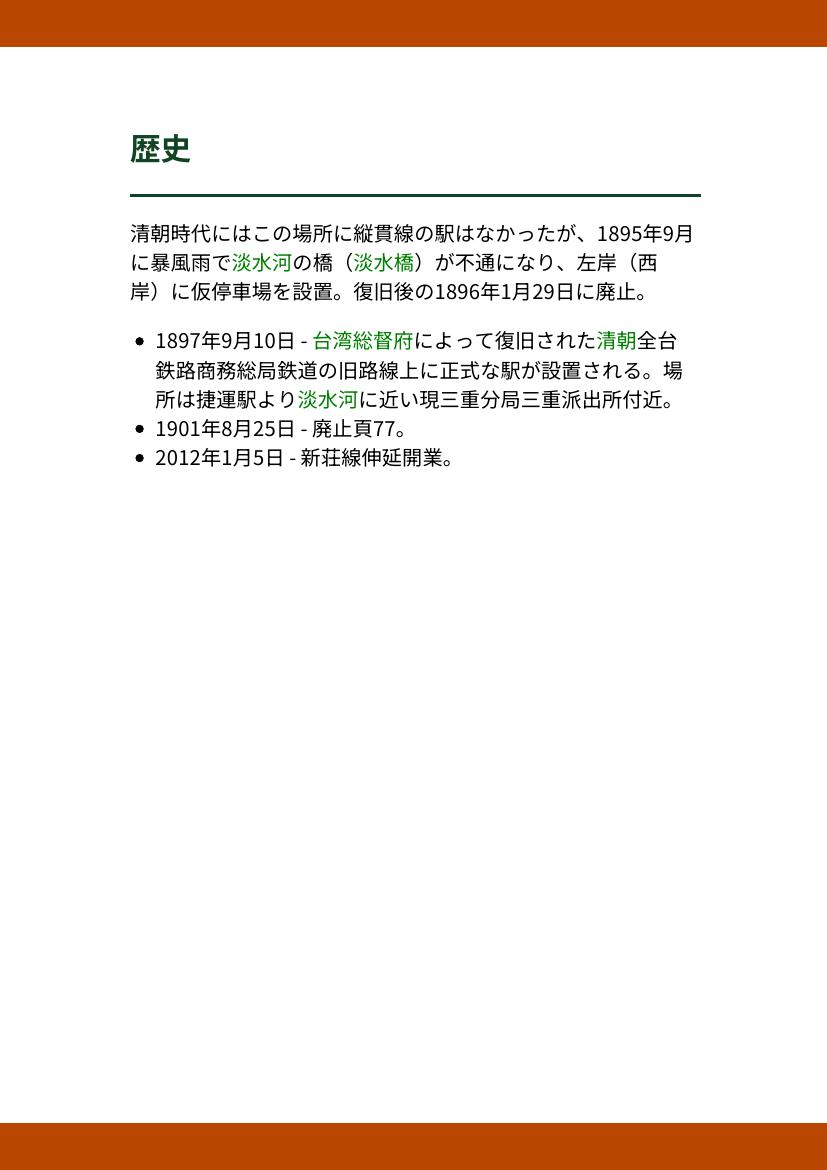 歴史
清朝時代にはこの場所に縦貫線の駅はなかったが、1895年9月
に暴風雨で淡水河の橋（淡水橋）が不通になり、左岸（西
岸）に仮停車場を設置。復旧後の1896年1月29日に廃止。
• 1897年9月10日 - 台湾総督府によって復旧された清朝全台
鉄路商務総局鉄道の旧路線上に正式な駅が設置される。場
所は捷運駅より淡水河に近い現三重分局三重派出所付近。
• 1901年8月25日 - 廃止頁77。
• 2012年1月5日 - 新荘線伸延開業。